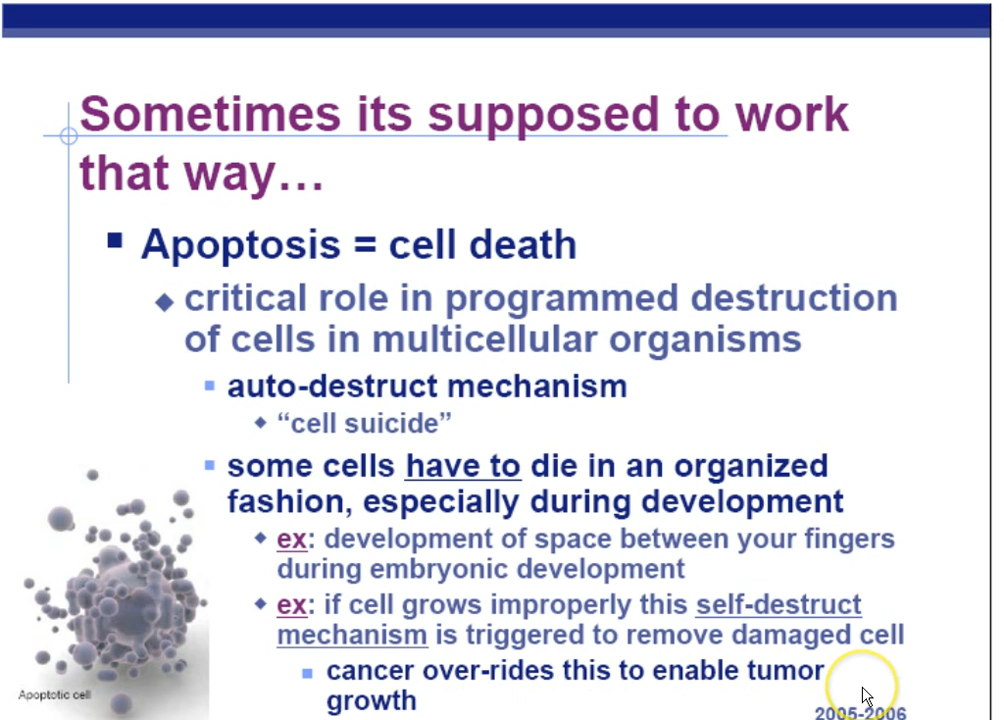 Sometimes its supposed to work
that way…
Apoptosis = cell death
critical role in programmed destruction
of cells in multicellular organisms
auto-destruct mechanism
“cell suicide”
some cells have to die in an organized
fashion, especially during development
ex: development of space between your fingers
during embryonic development
ex: if cell grows improperly this self-destruct
mechanism is triggered to remove damaged cell
cancer over-rides this to enable tumor
growth
Apoptotic cell
2005-2006